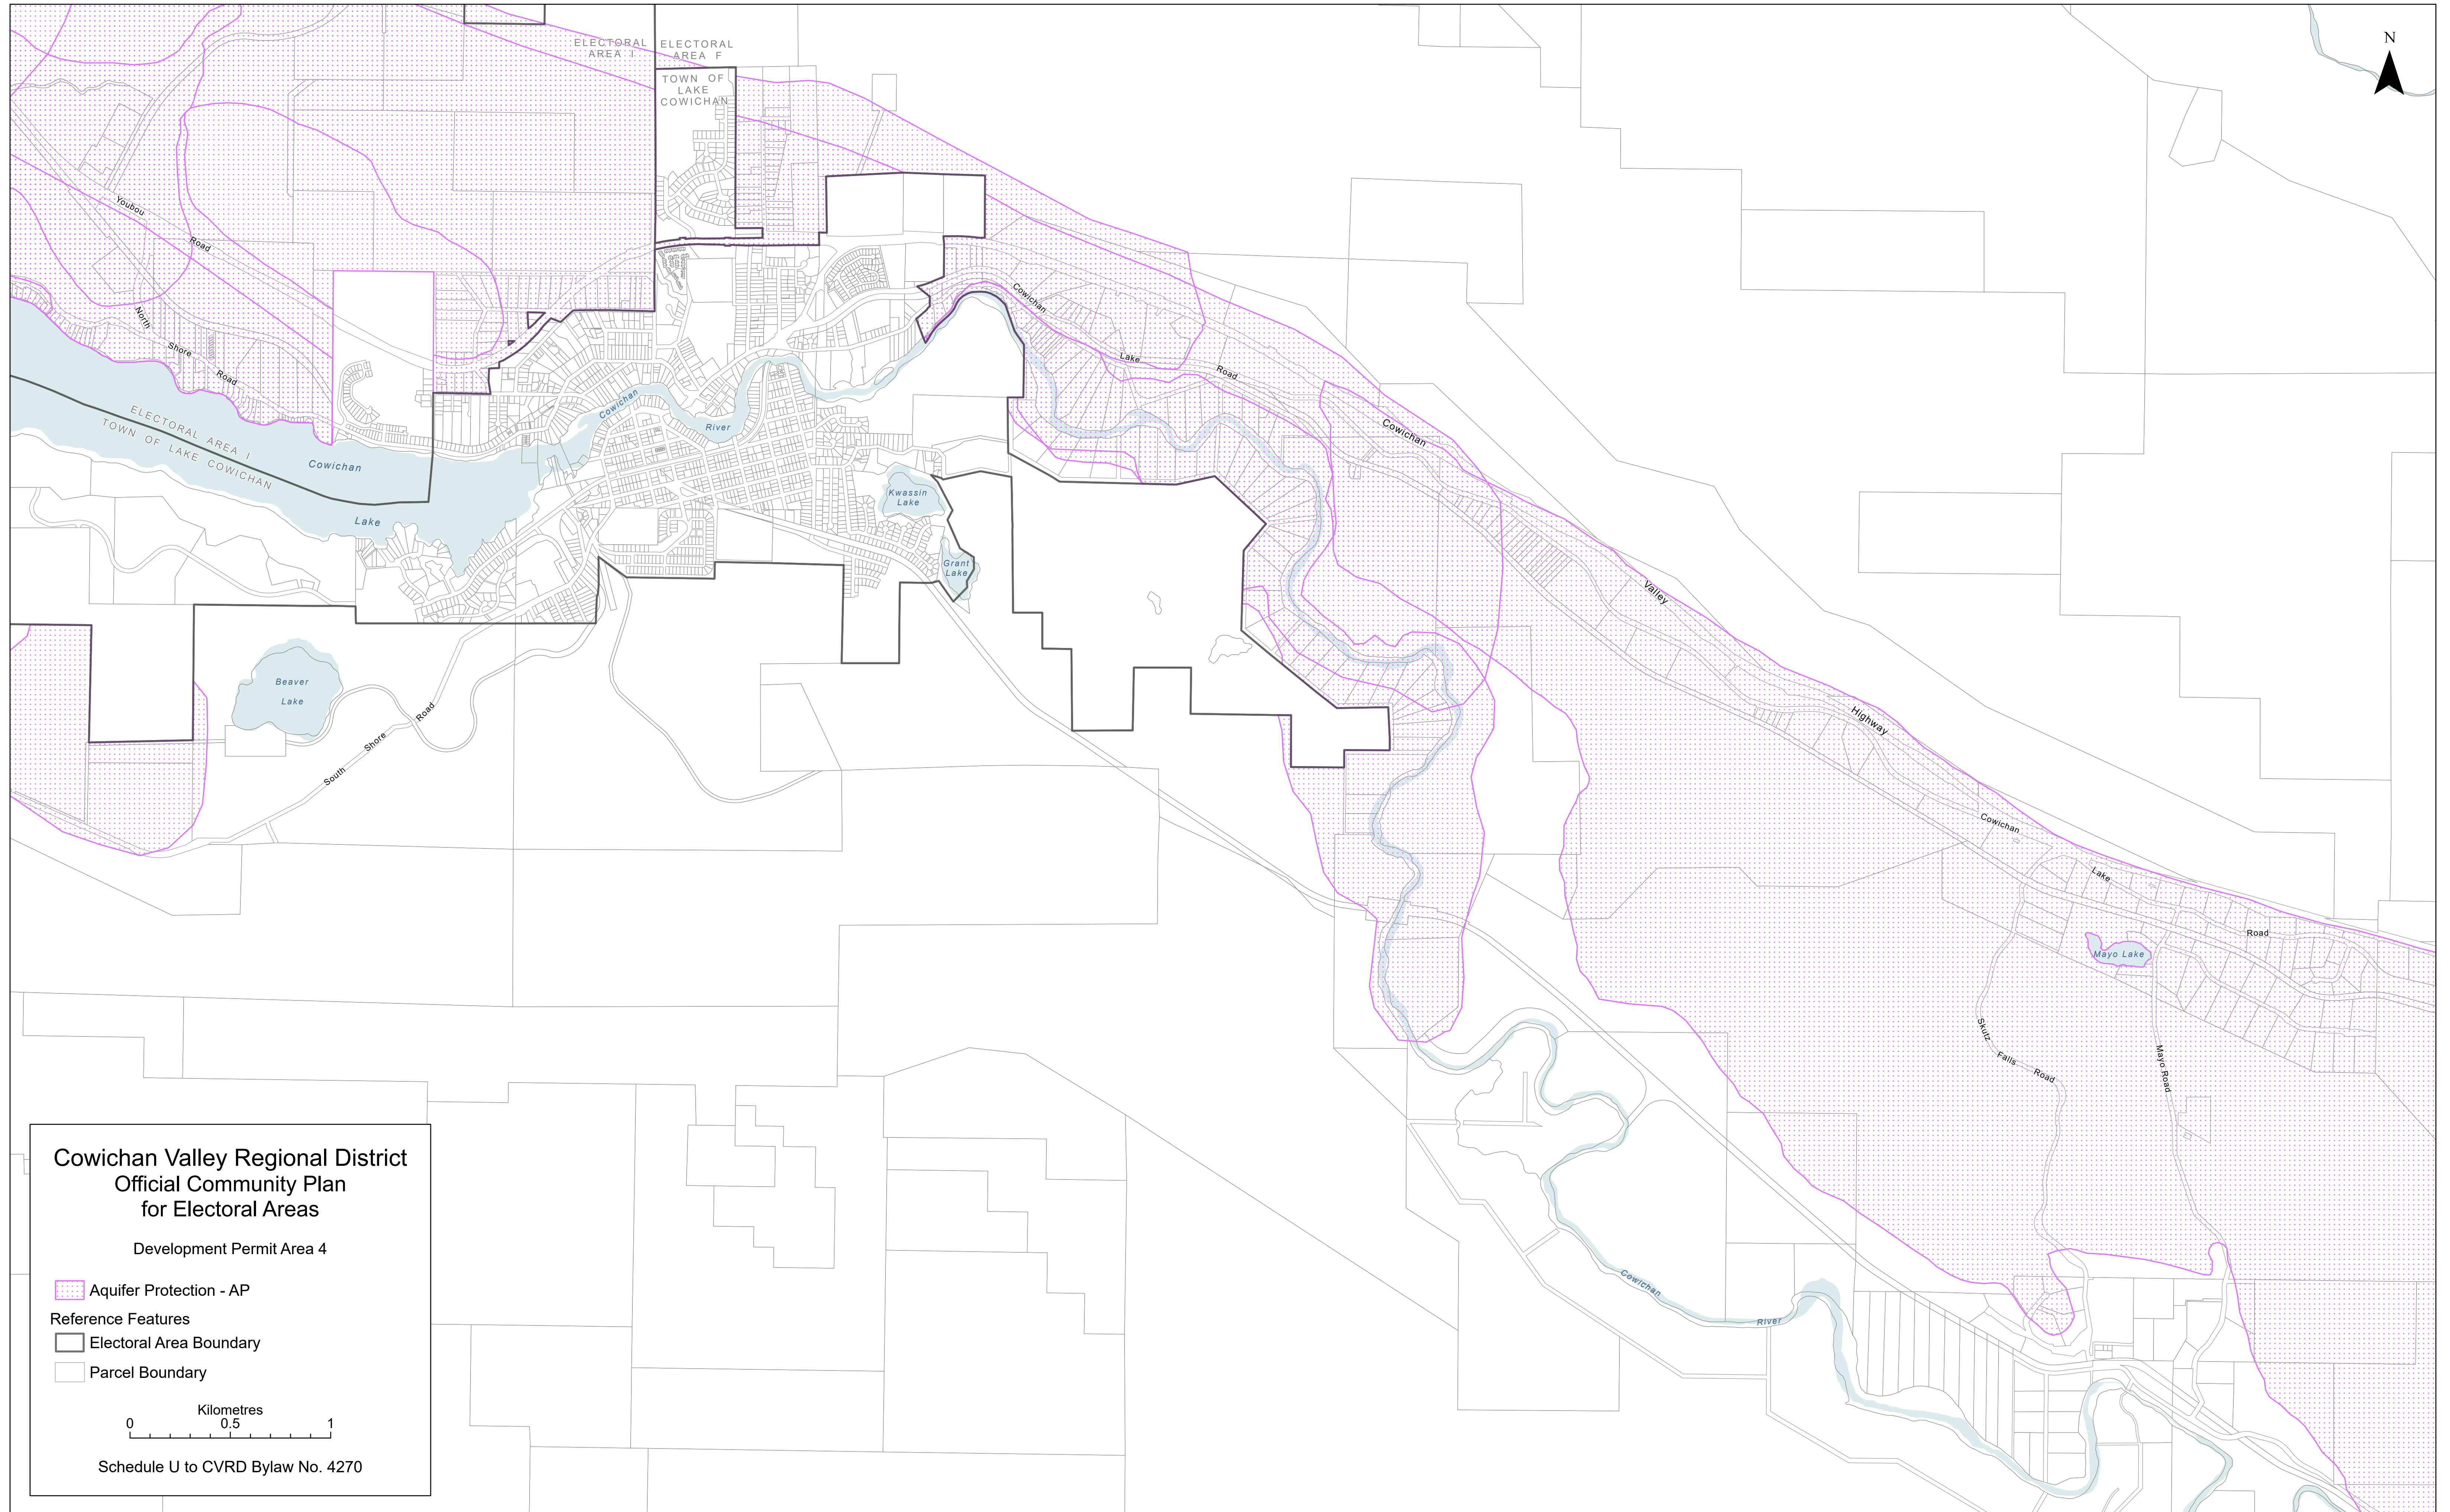 N
ELECTORAL
AREA I
ELECTORAL
AREA F
TOWN OF
LAKE
COWICHAN
Youbou
Road
North
Shore
Road
Cowichan
Lake
Road
Cowichan
Valley
Highway
Cowichan
Lake
Road
Cowichan
River
ELECTORAL AREA I
TOWN OF LAKE COWICHAN
Cowichan
Lake
Kwassin
Lake
Grant
Lake
Beaver
Lake
South
Shore
Road
Mayo Lake
Skutz
Falls
Road
Mayo Road
Cowichan
River
Cowichan Valley Regional District
Official Community Plan
for Electoral Areas
Development Permit Area 4
Aquifer Protection - AP
Reference Features
Electoral Area Boundary
Parcel Boundary
Kilometres
0 0.5 1
Schedule U to CVRD Bylaw No. 4270